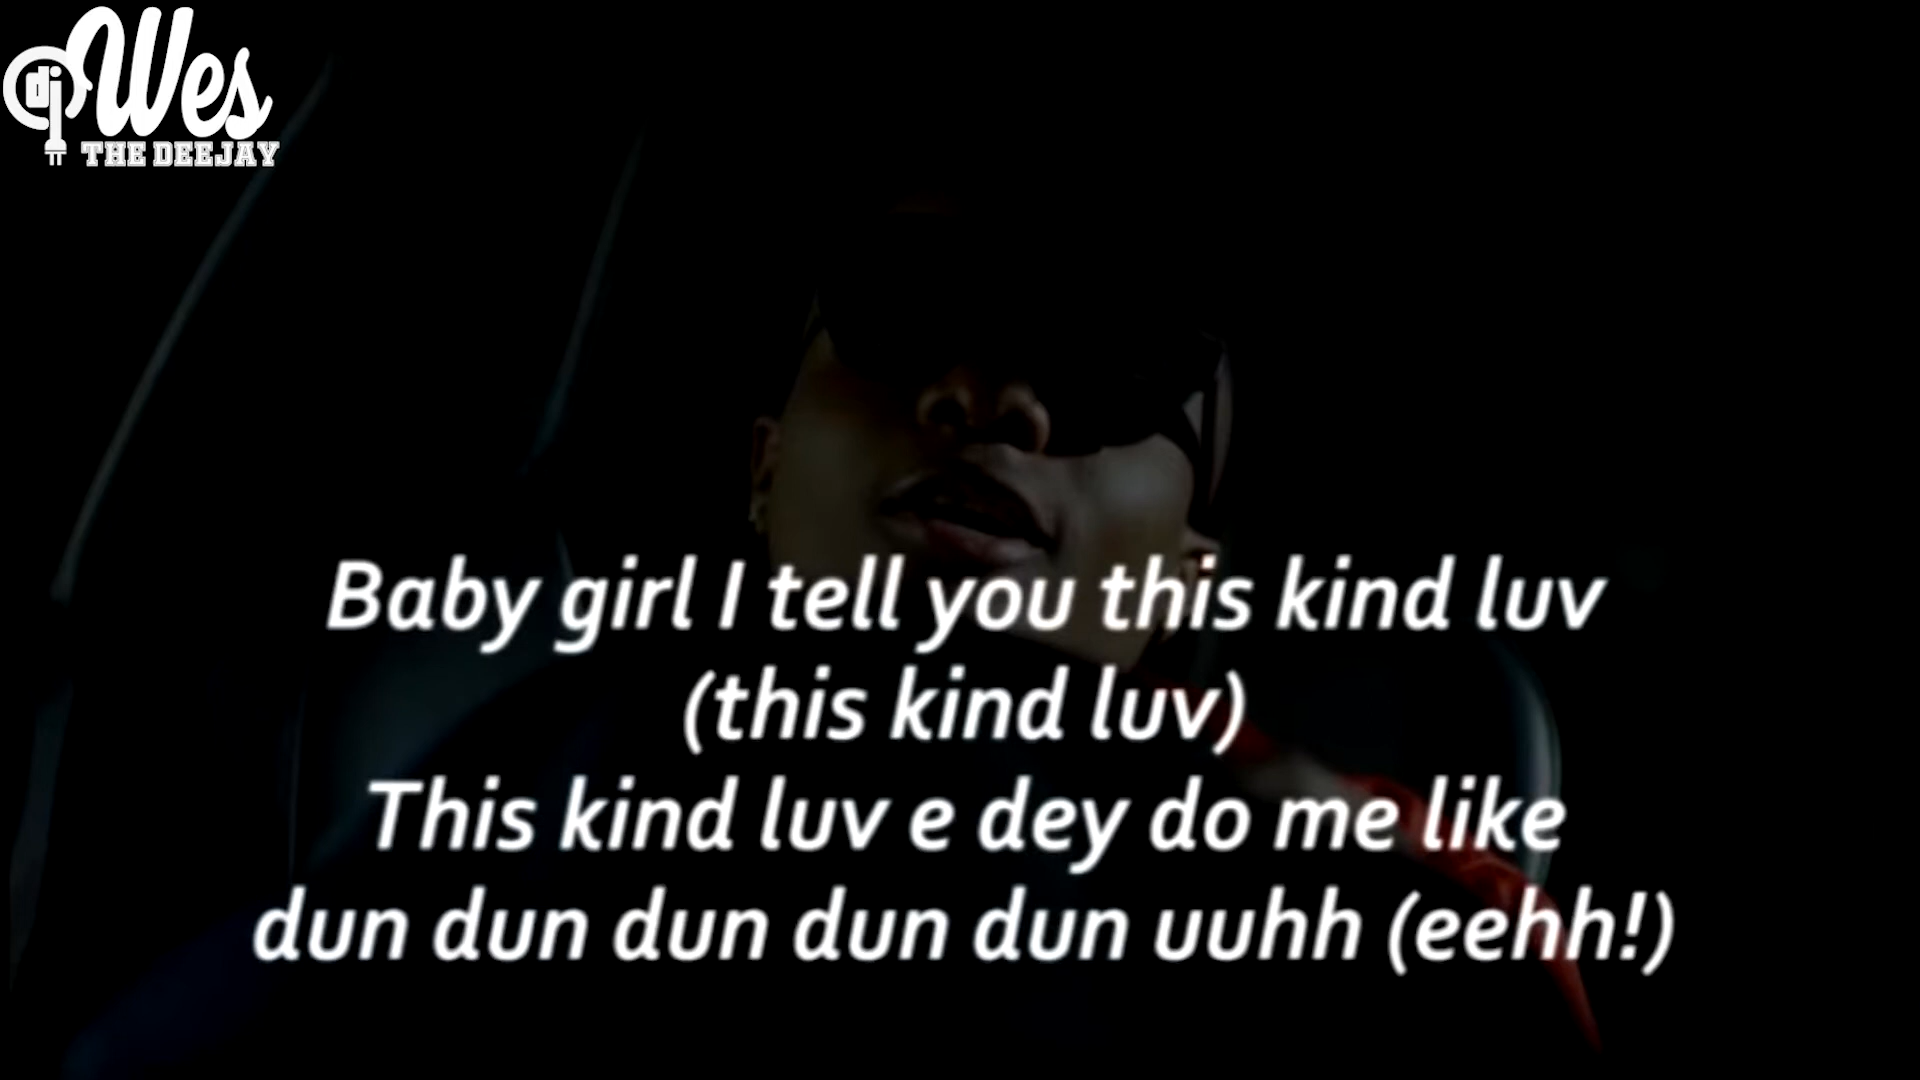 dj Wes
THE DEEJAY
Baby girl I tell you this kind luv
(this kind luv)
This kind luv e dey do me like
dun dun dun dun dun uuhh (eehh!)